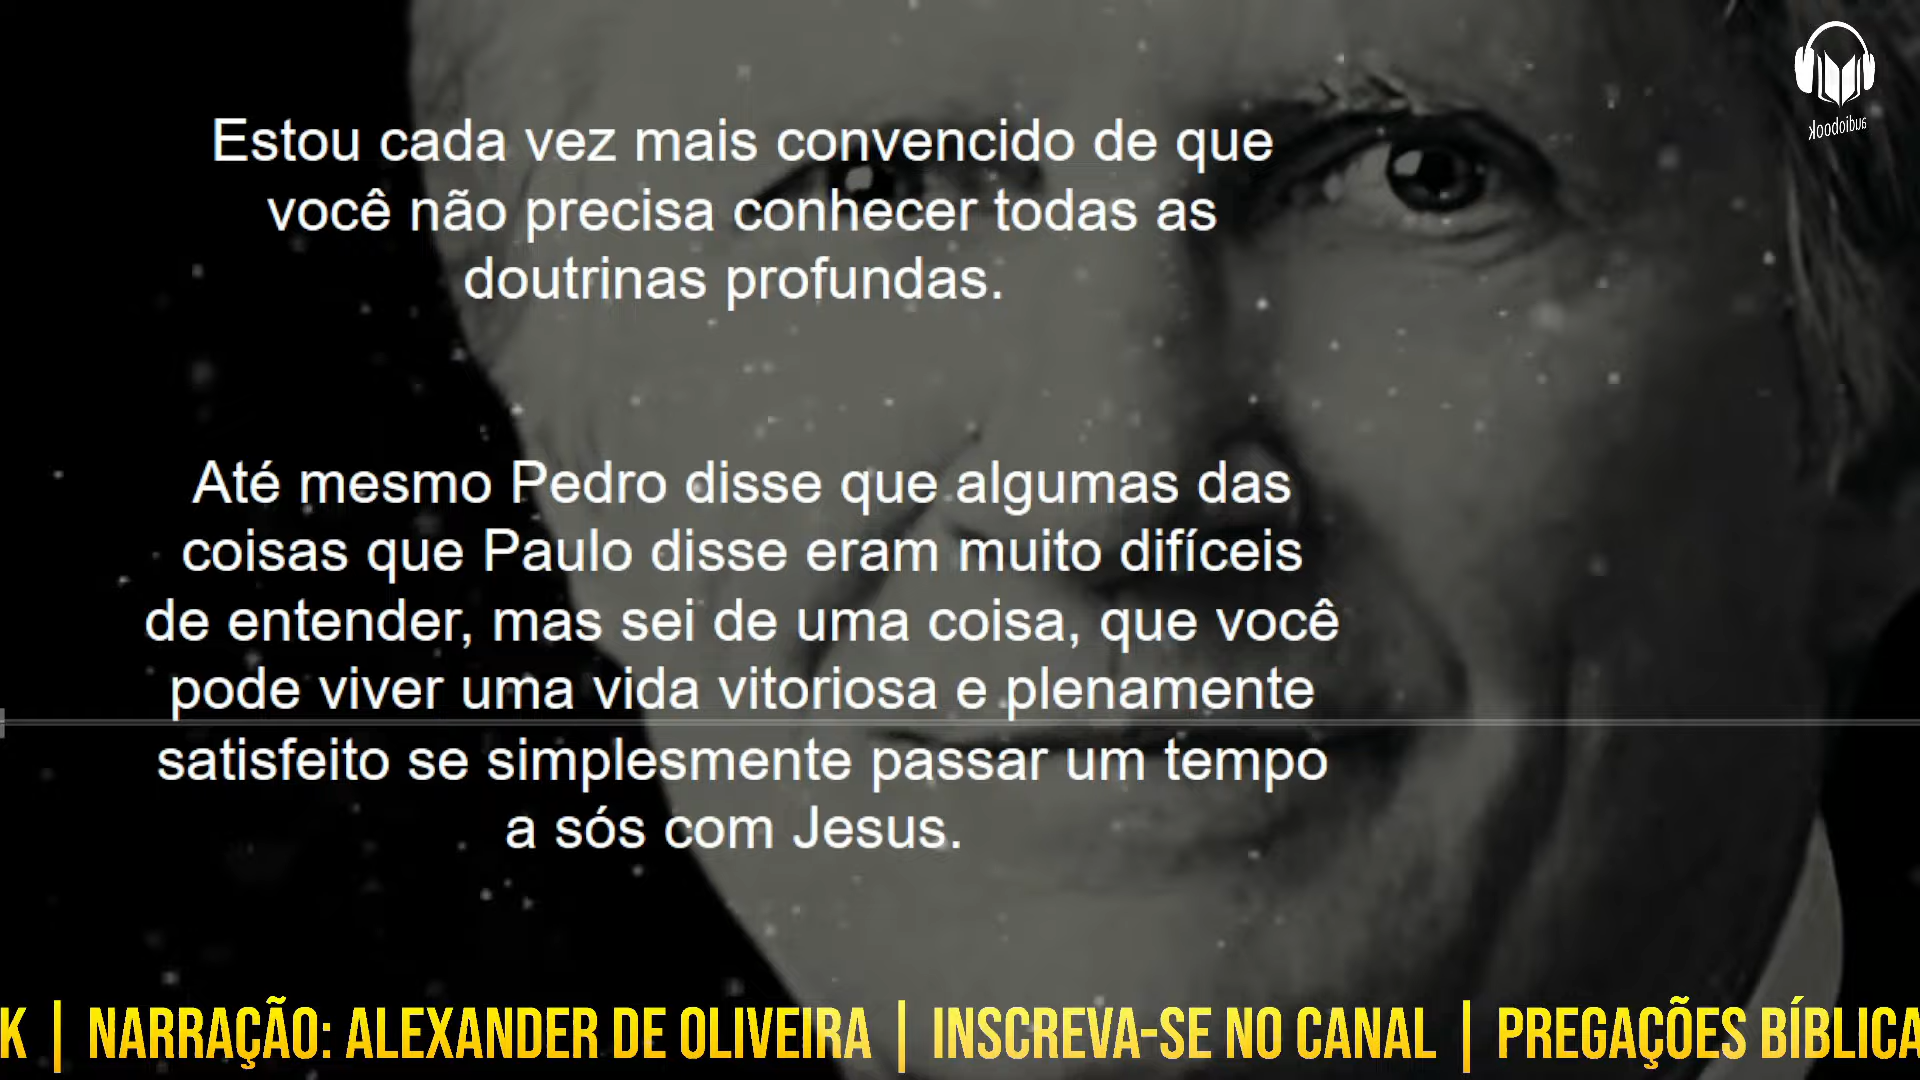 audiobook
Estou cada vez mais convencido de que
você não precisa conhecer todas as
doutrinas profundas.
Até mesmo Pedro disse que algumas das
coisas que Paulo disse eram muito difíceis
de entender, mas sei de uma coisa, que você
pode viver uma vida vitoriosa e plenamente
satisfeito se simplesmente passar um tempo
a sós com Jesus.
K | NARRAÇÃO: ALEXANDER DE OLIVEIRA | INSCREVA-SE NO CANAL | PREGAÇÕES BÍBLICA